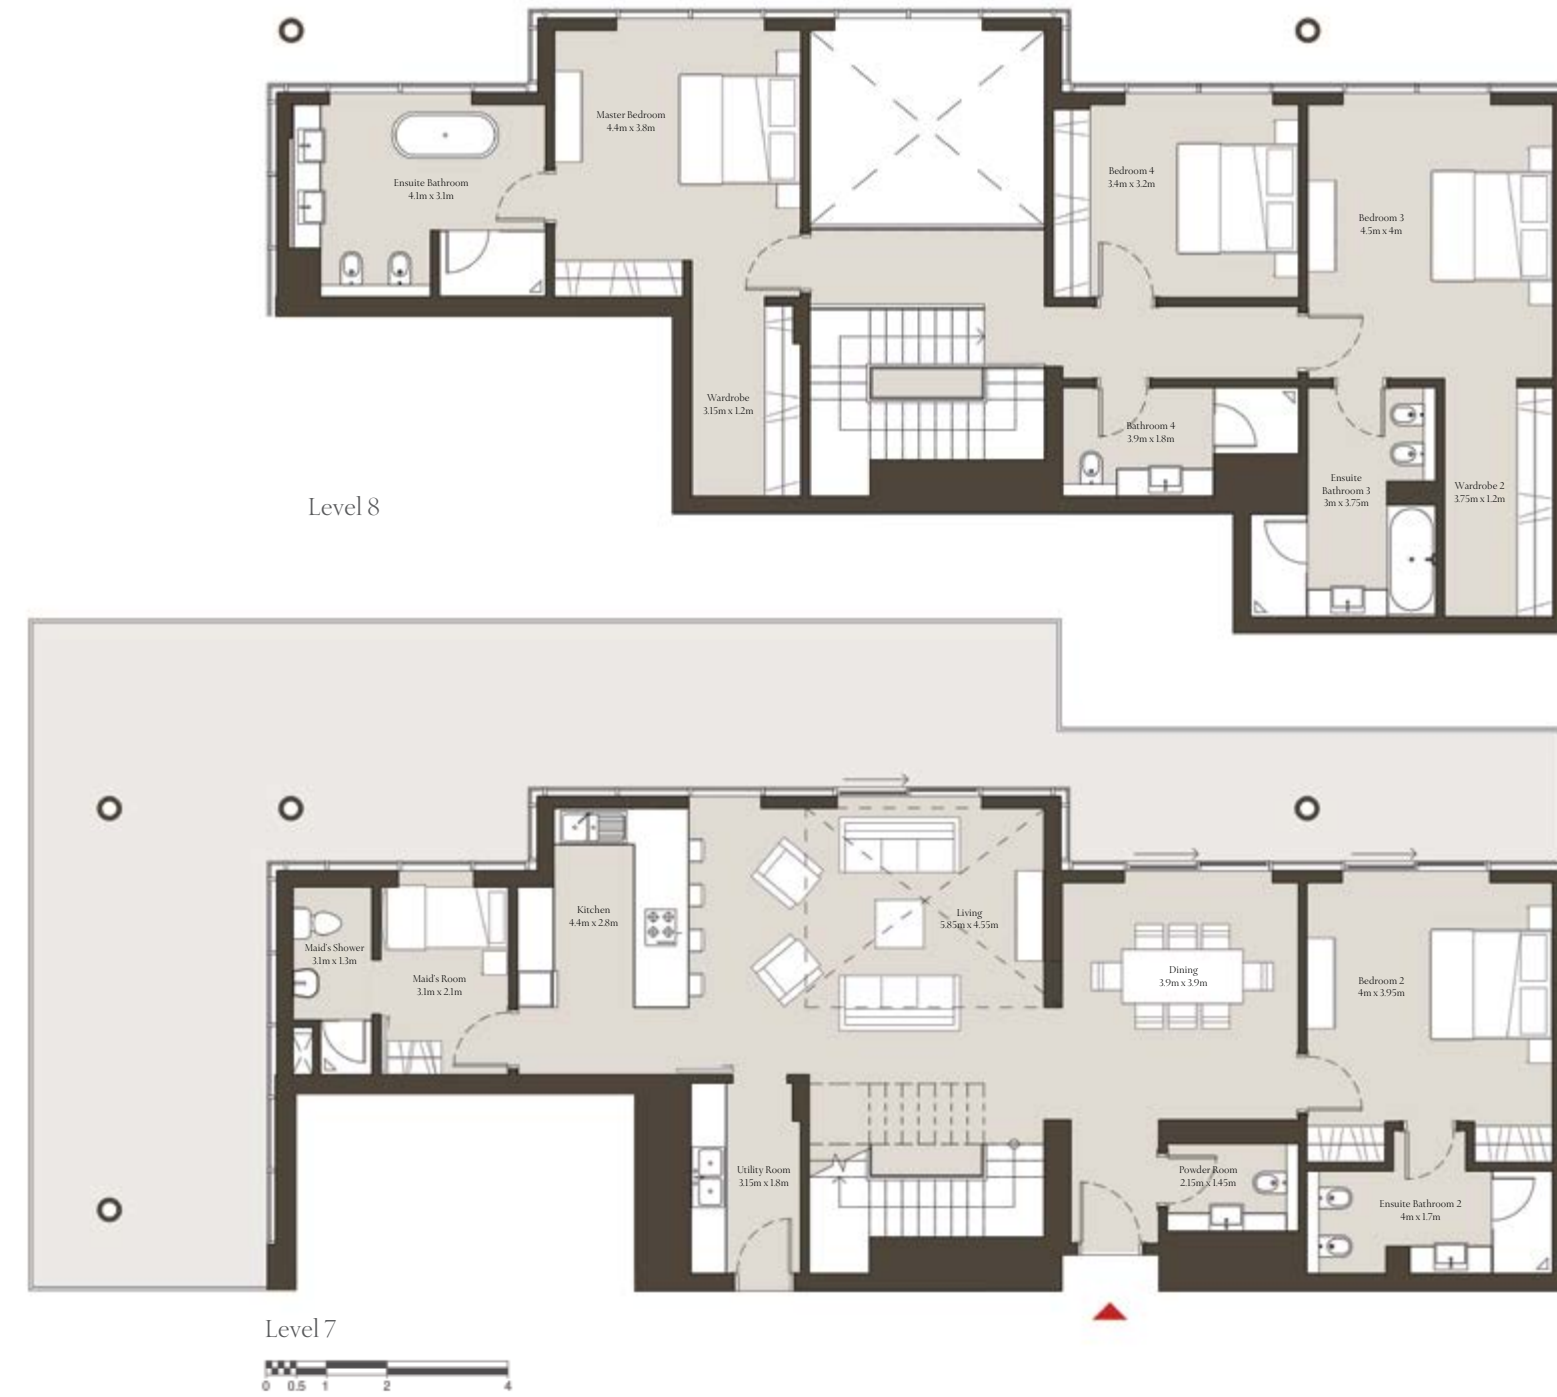 Master Bedroom
4.4m x 3.8m
Ensuite Bathroom
4.1m x 3.1m
Bedroom 4
3.4m x 3.2m
Bedroom 3
4.5m x 4m
Wardrobe
3.15m x 1.2m
Bathroom 4
3.9m x 1.8m
Ensuite
Bathroom 3
3m x 3.75m
Wardrobe 2
3.75m x 1.2m
Level 8
Kitchen
4.4m x 2.8m
Living
5.85m x 4.55m
Maid's Shower
3.1m x 1.3m
Maid's Room
3.1m x 2.1m
Dining
3.9m x 3.9m
Bedroom 2
4m x 3.95m
Utility Room
3.15m x 1.8m
Powder Room
2.15m x 1.45m
Ensuite Bathroom 2
4m x 1.7m
Level 7
0 0.5 1 2 4